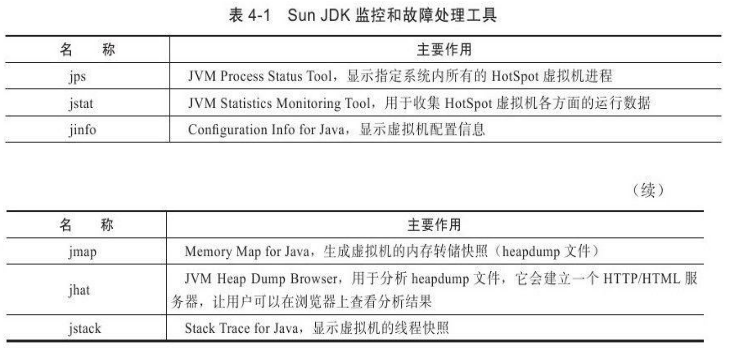 表 4-1 Sun JDK 监控和故障处理工具
名 称 主要作用
jps JVM Process Status Tool，显示指定系统内所有的 HotSpot 虚拟机进程
jstat JVM Statistics Monitoring Tool，用于收集 HotSpot 虚拟机各方面的运行数据
jinfo Configuration Info for Java，显示虚拟机配置信息
（续）
名 称 主要作用
jmap Memory Map for Java，生成虚拟机的内存转储快照（heapdump 文件）
jhat JVM Heap Dump Browser，用于分析 heapdump 文件，它会建立一个 HTTP/HTML 服
务器，让用户可以在浏览器上查看分析结果
jstack Stack Trace for Java，显示虚拟机的线程快照